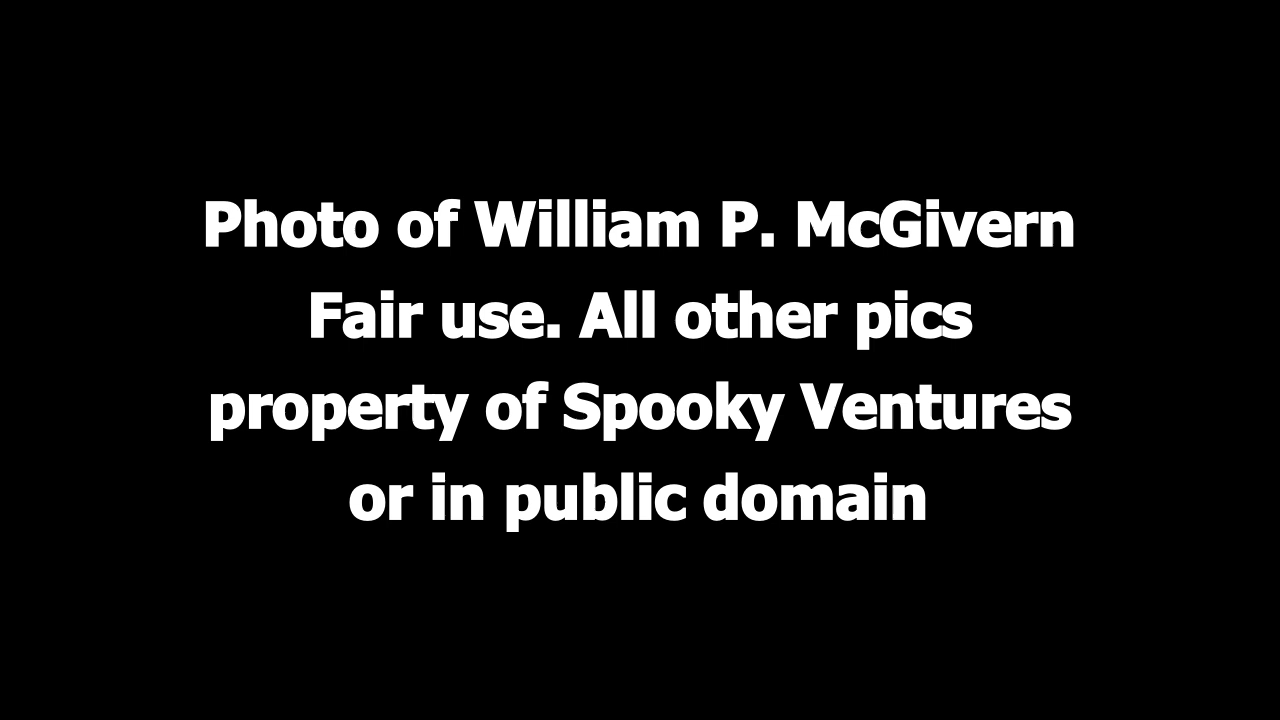 Photo of William P. McGivern
Fair use. All other pics
property of Spooky Ventures
or in public domain